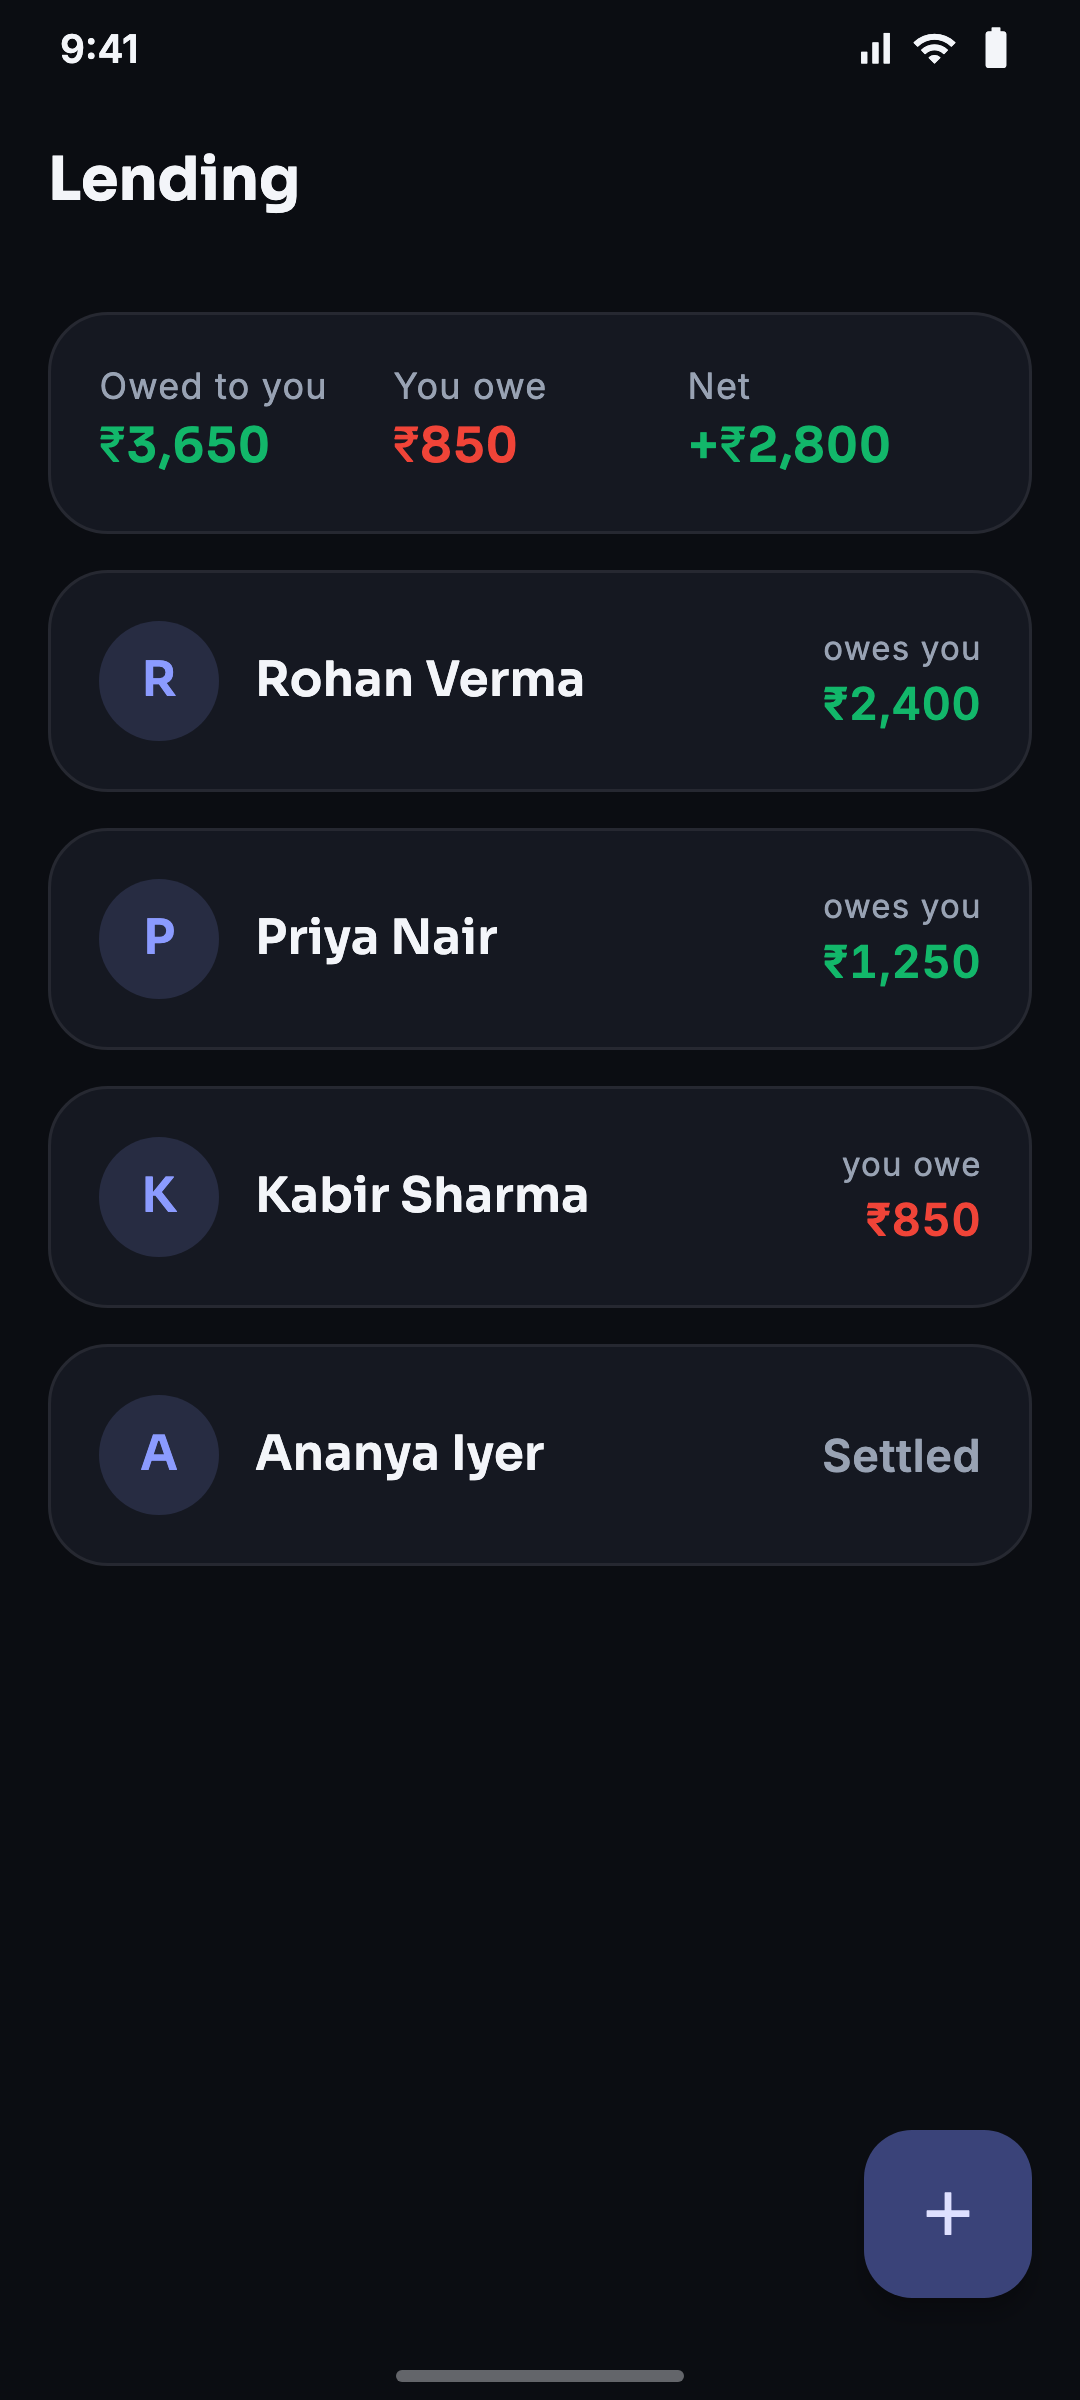 9:41
Lending
Owed to you You owe Net
₹3,650 ₹850 +₹2,800
R Rohan Verma owes you ₹2,400
P Priya Nair owes you ₹1,250
K Kabir Sharma you owe ₹850
A Ananya Iyer Settled
+